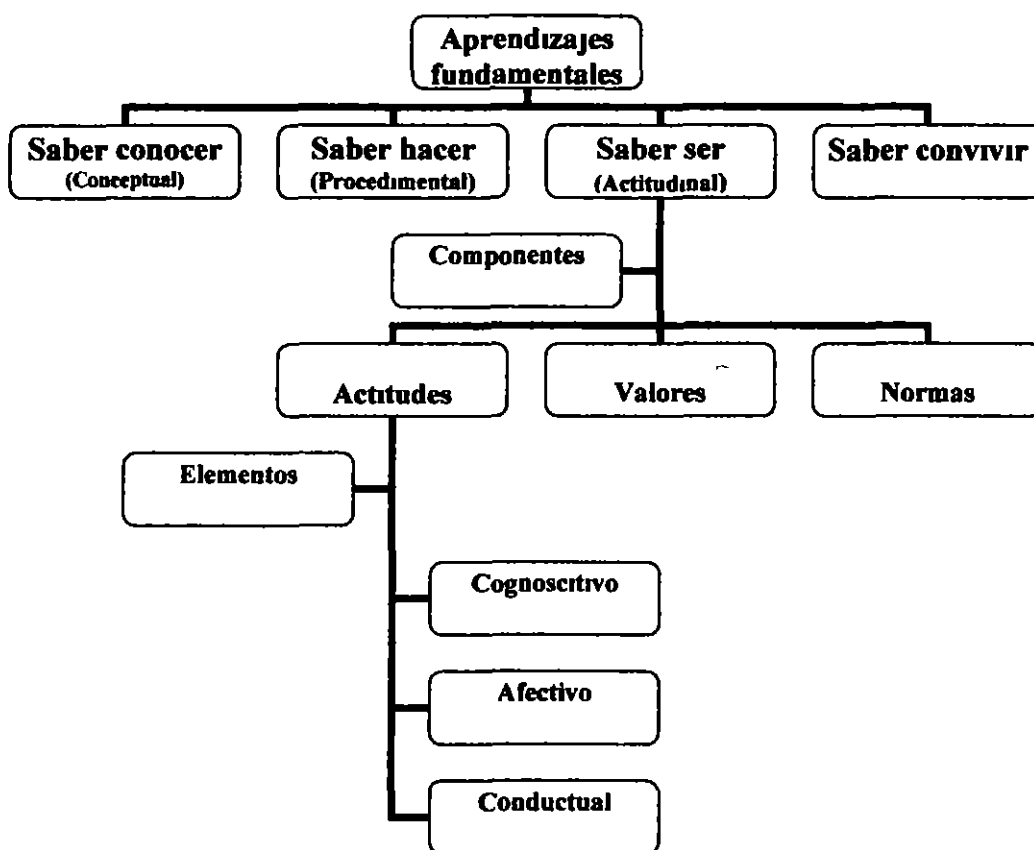 Aprendizajes
fundamentales
Saber conocer
(Conceptual)
Saber hacer
(Procedimental)
Saber ser
(Actitudinal)
Saber convivir
Componentes
Actitudes
Valores
Normas
Elementos
Cognoscitivo
Afectivo
Conductual